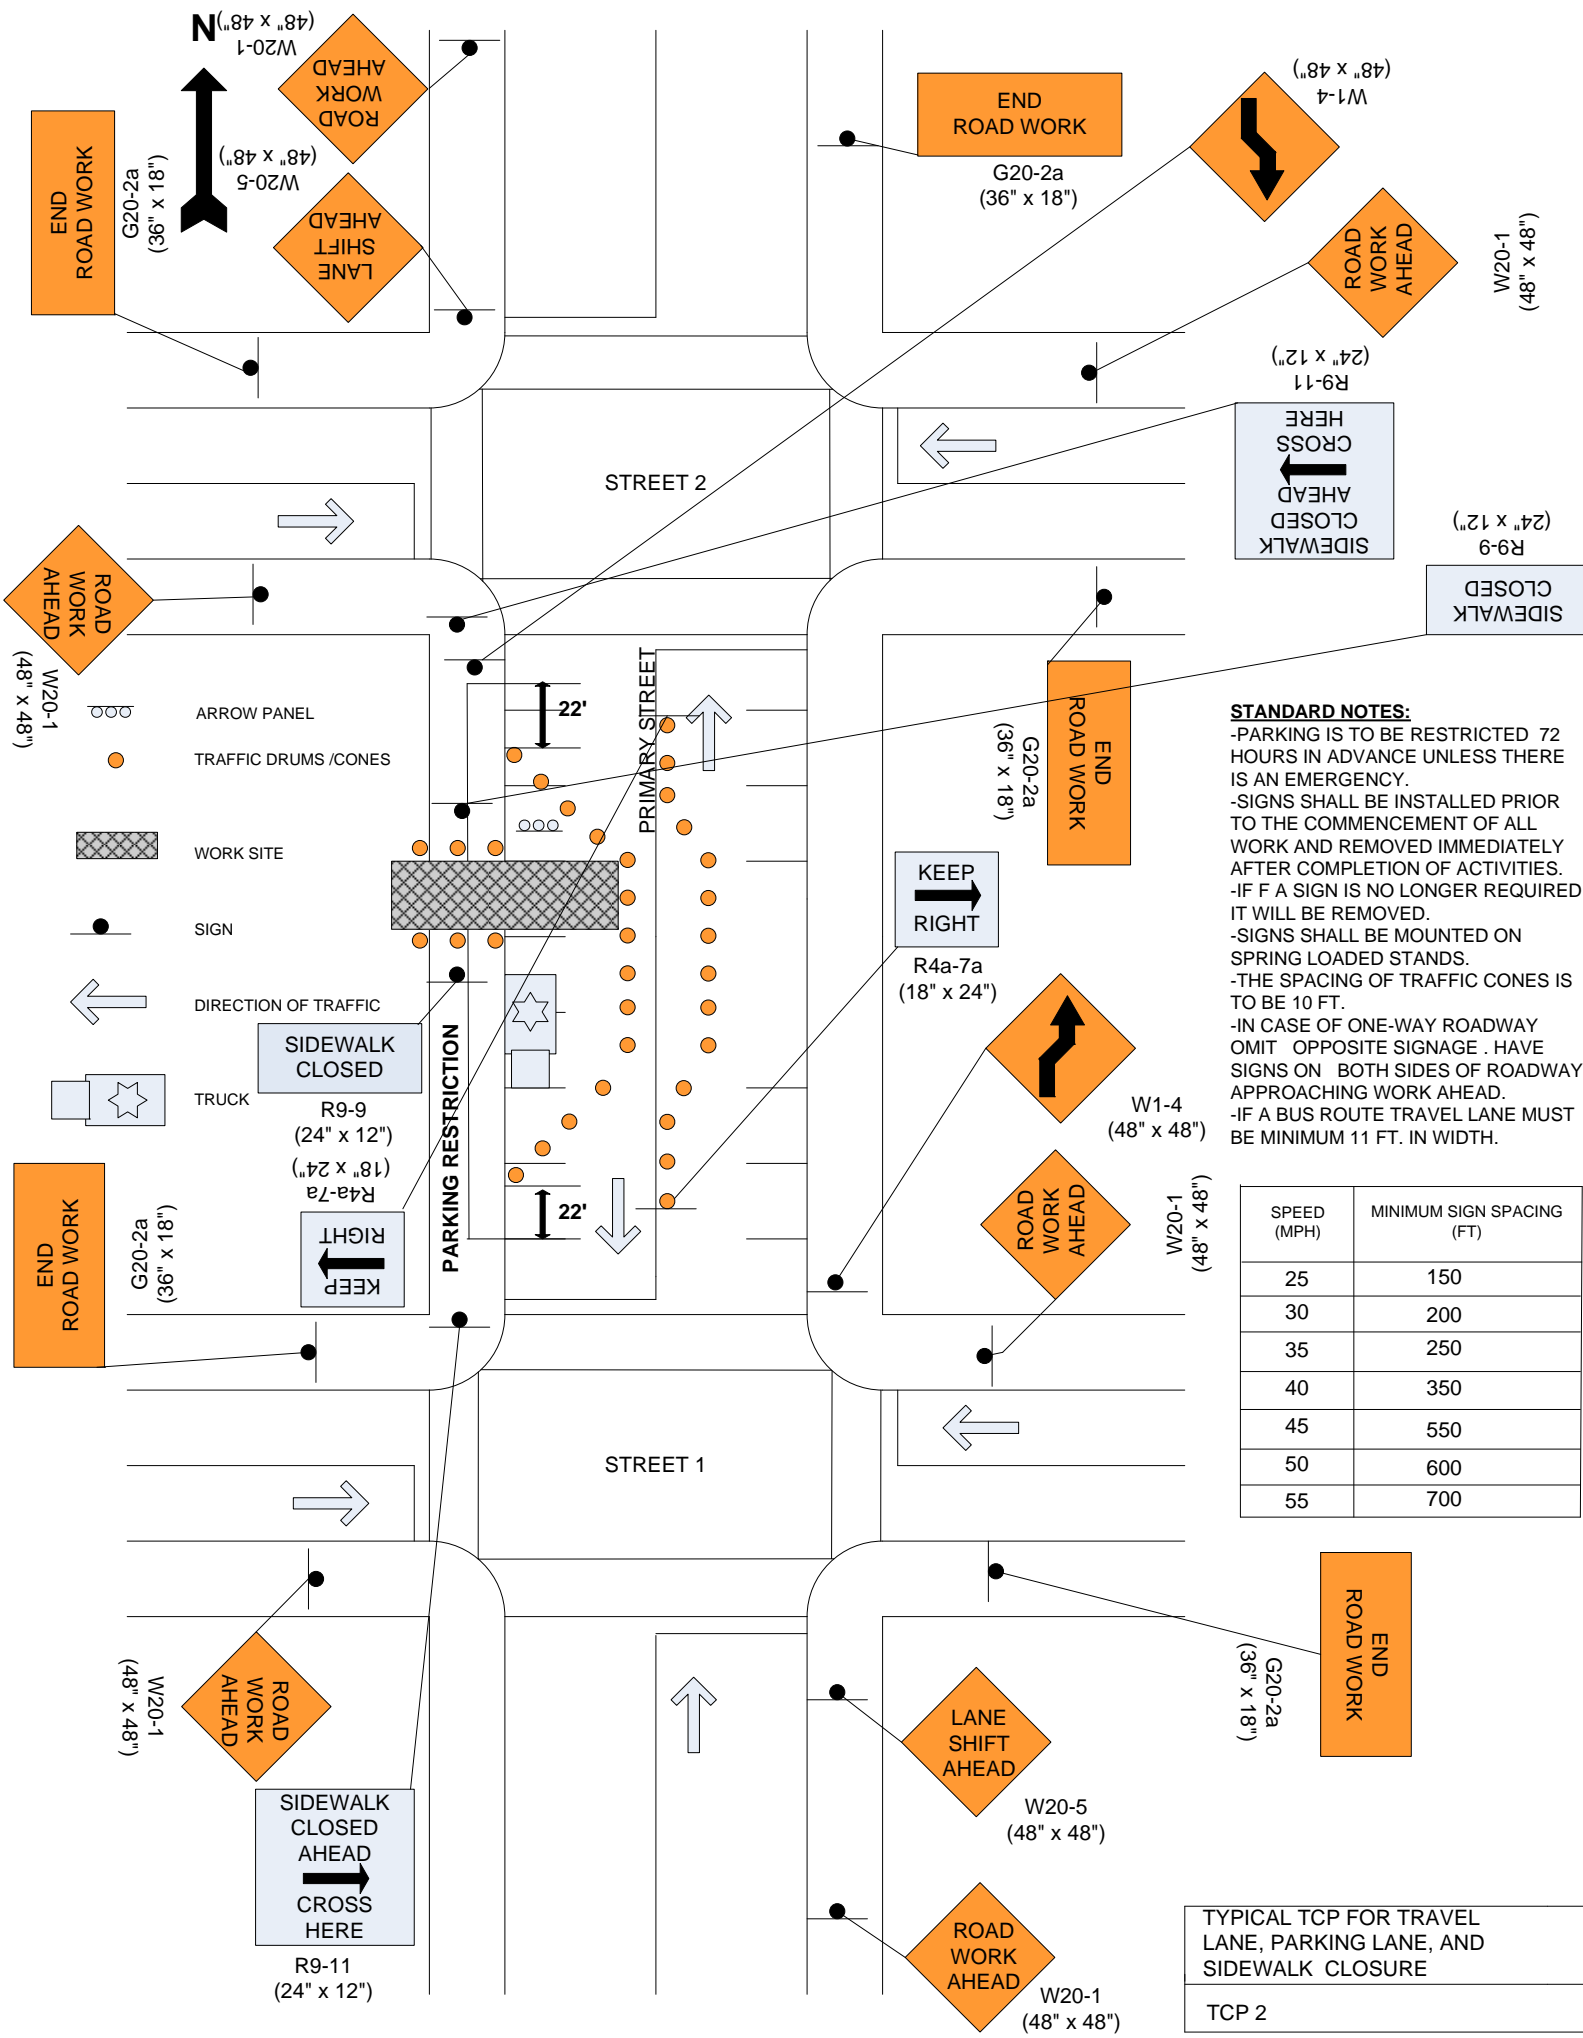 N
W20-1
(48" x 48")
ROAD
WORK
AHEAD
END
ROAD WORK
G20-2a
(36" x 18")
W20-5
(48" x 48")
LANE
SHIFT
AHEAD
END
ROAD WORK
G20-2a
(36" x 18")
W1-4
(48" x 48")
ROAD
WORK
AHEAD
W20-1
(48" x 48")
R9-11
(24" x 12")
SIDEWALK
CLOSED
AHEAD
CROSS
HERE
R9-9
(24" x 12")
SIDEWALK
CLOSED
STREET 2
ROAD
WORK
AHEAD
W20-1
(48" x 48")
ARROW PANEL
TRAFFIC DRUMS /CONES
WORK SITE
SIGN
DIRECTION OF TRAFFIC
TRUCK
22'
PRIMARY STREET
END
ROAD WORK
G20-2a
(36" x 18")
KEEP
RIGHT
R4a-7a
(18" x 24")
SIDEWALK
CLOSED
R9-9
(24" x 12")
R4a-7a
(18" x 24")
KEEP
RIGHT
PARKING RESTRICTION
22'
W1-4
(48" x 48")
ROAD
WORK
AHEAD
W20-1
(48" x 48")
STANDARD NOTES:
-PARKING IS TO BE RESTRICTED 72
HOURS IN ADVANCE UNLESS THERE
IS AN EMERGENCY.
-SIGNS SHALL BE INSTALLED PRIOR
TO THE COMMENCEMENT OF ALL
WORK AND REMOVED IMMEDIATELY
AFTER COMPLETION OF ACTIVITIES.
-IF F A SIGN IS NO LONGER REQUIRED
IT WILL BE REMOVED.
-SIGNS SHALL BE MOUNTED ON
SPRING LOADED STANDS.
-THE SPACING OF TRAFFIC CONES IS
TO BE 10 FT.
-IN CASE OF ONE-WAY ROADWAY
OMIT OPPOSITE SIGNAGE . HAVE
SIGNS ON BOTH SIDES OF ROADWAY
APPROACHING WORK AHEAD.
-IF A BUS ROUTE TRAVEL LANE MUST
BE MINIMUM 11 FT. IN WIDTH.
SPEED
(MPH)
MINIMUM SIGN SPACING
(FT)
25 150
30 200
35 250
40 350
45 550
50 600
55 700
END
ROAD WORK
G20-2a
(36" x 18")
STREET 1
ROAD
WORK
AHEAD
W20-1
(48" x 48")
SIDEWALK
CLOSED
AHEAD
CROSS
HERE
R9-11
(24" x 12")
END
ROAD WORK
G20-2a
(36" x 18")
LANE
SHIFT
AHEAD
W20-5
(48" x 48")
ROAD
WORK
AHEAD
W20-1
(48" x 48")
TYPICAL TCP FOR TRAVEL
LANE, PARKING LANE, AND
SIDEWALK CLOSURE
TCP 2